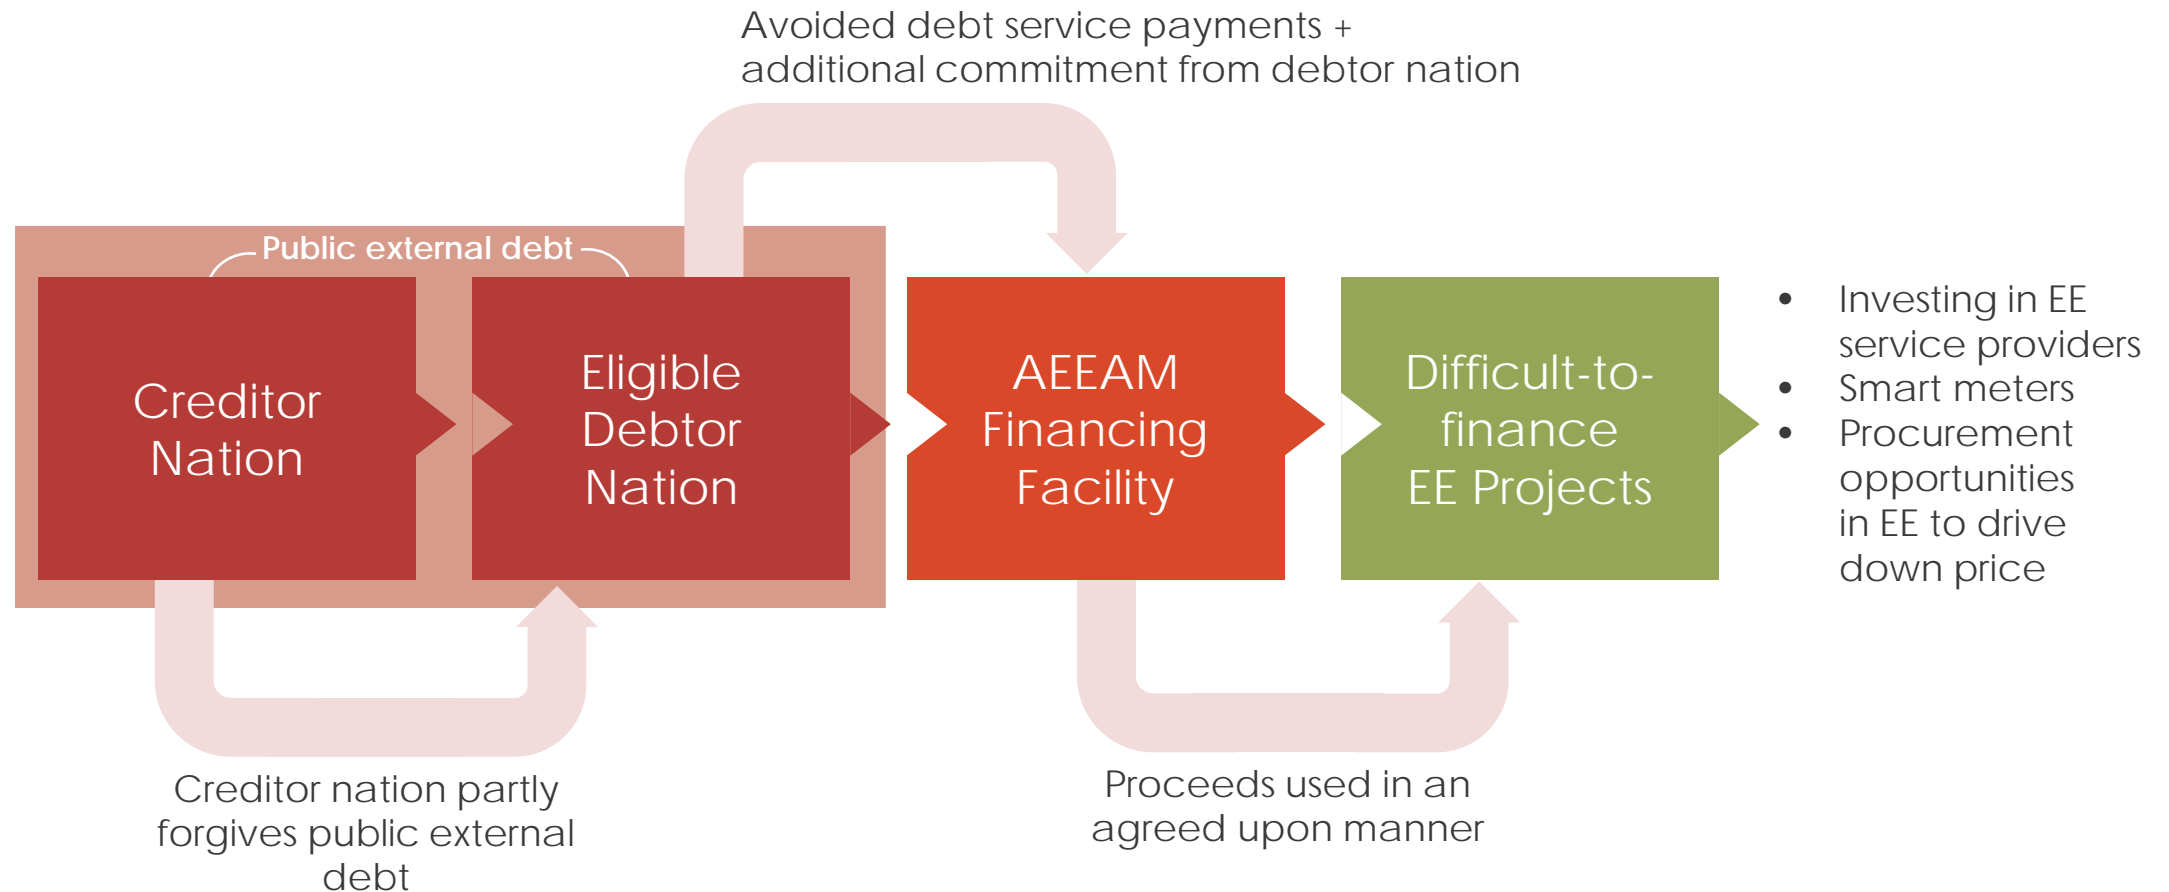 Avoided debt service payments +
additional commitment from debtor nation
Public external debt
Creditor
Nation
Eligible
Debtor
Nation
AEEAM
Financing
Facility
Difficult-to-
finance
EE Projects
• Investing in EE
service providers
• Smart meters
• Procurement
opportunities
in EE to drive
down price
Creditor nation partly
forgives public external
debt
Proceeds used in an
agreed upon manner